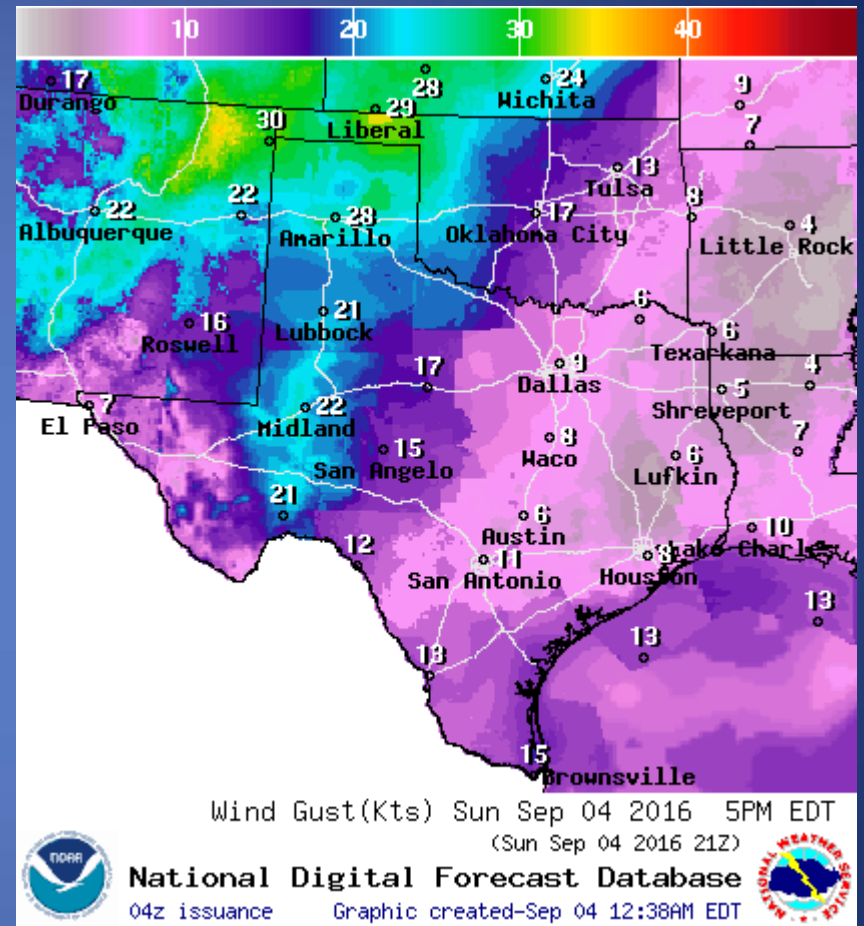 10 20 30 40
17
Durango
28
24
Wichita
9
29
Liberal
30
7
13
Tulsa
22
Albuquerque
22
28
Amarillo
17
Oklahoma City
8
4
Little Rock
16
Roswell
21
Lubbock
6
6
Texarkana
9
Dallas
17
5
Shreveport
4
7
El Paso
22
Midland
15
San Angelo
8
Waco
6
Lufkin
7
21
6
Austin
10
12
11
San Antonio
8
Houston
Lake Charl
13
13
13
15
Brownsville
Wind Gust(Kts) Sun Sep 04 2016 5PM EDT
(Sun Sep 04 2016 21Z)
NOAA
National Digital Forecast Database
04z issuance Graphic created-Sep 04 12:38AM EDT
NATIONAL WEATHER SERVICE